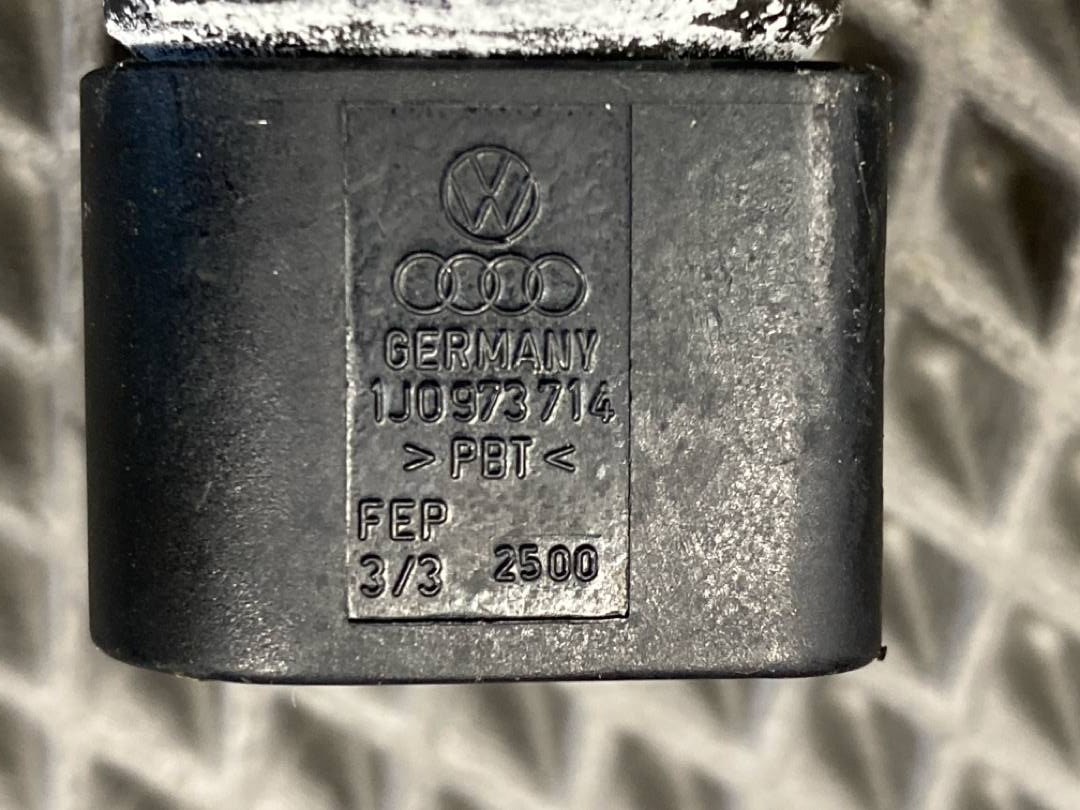 GERMANY
1J0973714
>PBT<
FEP
3/3 2500